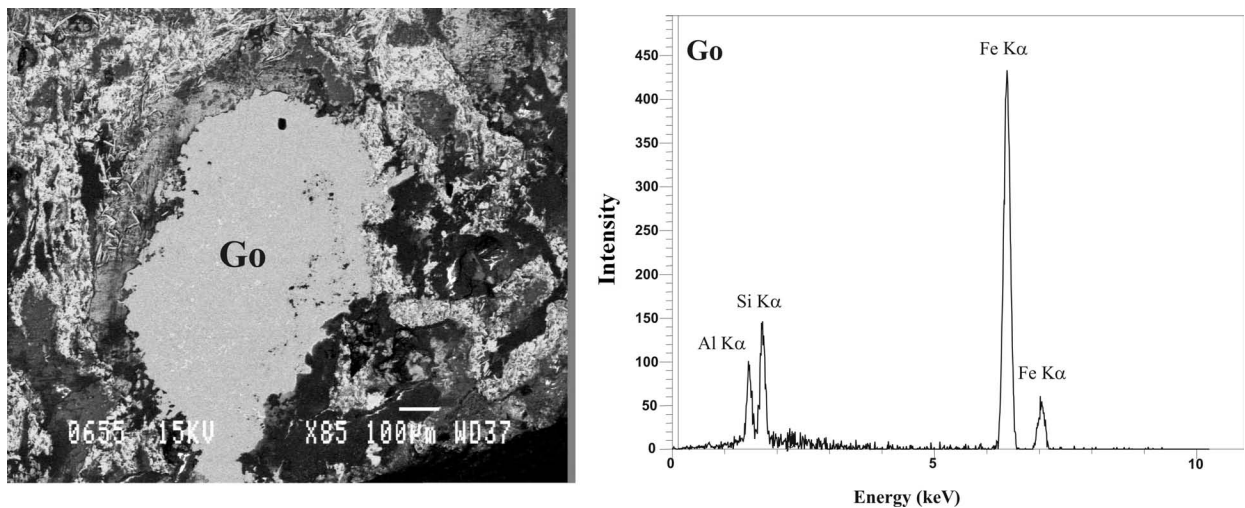 Go
0655 15KV X85 100µm WD37
Go
Fe Kα
Si Kα
Al Kα
Fe Kα
450
400
350
300
250
200
150
100
50
0
0 5 10
Intensity
Energy (keV)